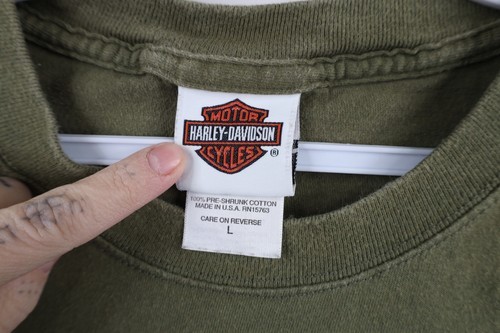 MOTOR
HARLEY-DAVIDSON
CYCLES
®
100% PRE-SHRUNK COTTON
MADE IN U.S.A. RN15763
CARE ON REVERSE
L